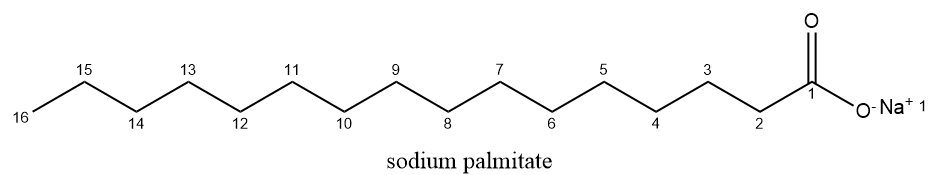 O
15 13 11 9 7 5 3
1
16 O⁻Na⁺ 1
14 12 10 8 6 4 2
sodium palmitate